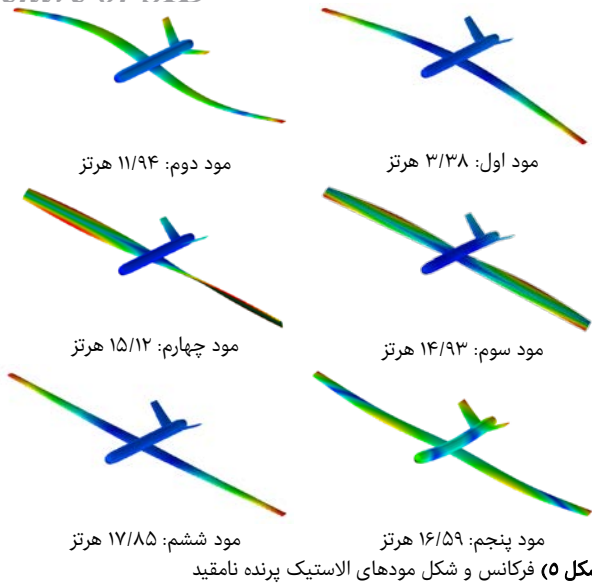 مود اول: ۳/۳۸ هرتز
مود دوم: ۱۱/۹۴ هرتز
مود سوم: ۱۴/۹۳ هرتز
مود چهارم: ۱۵/۱۲ هرتز
مود پنجم: ۱۶/۵۹ هرتز
مود ششم: ۱۷/۸۵ هرتز
شکل ۵) فرکانس و شکل مودهای الاستیک پرنده نامقید